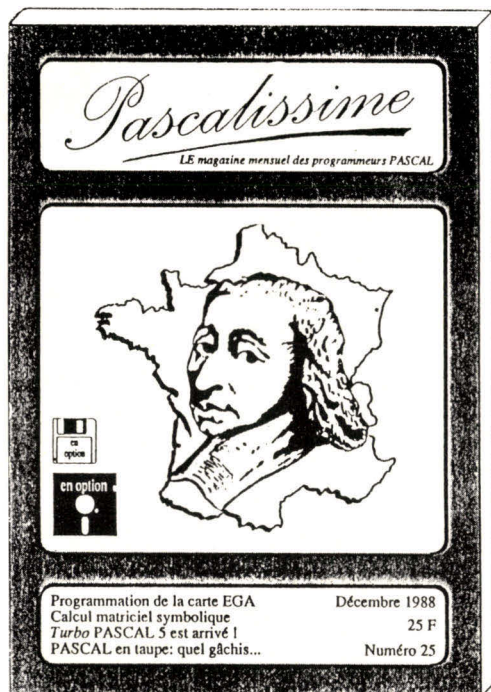 Pascalissime
LE magazine mensuel des programmeurs PASCAL
en
option
en option
Programmation de la carte EGA
Calcul matriciel symbolique
Turbo PASCAL 5 est arrivé !
PASCAL en taupe: quel gâchis...
Décembre 1988
25 F
Numéro 25